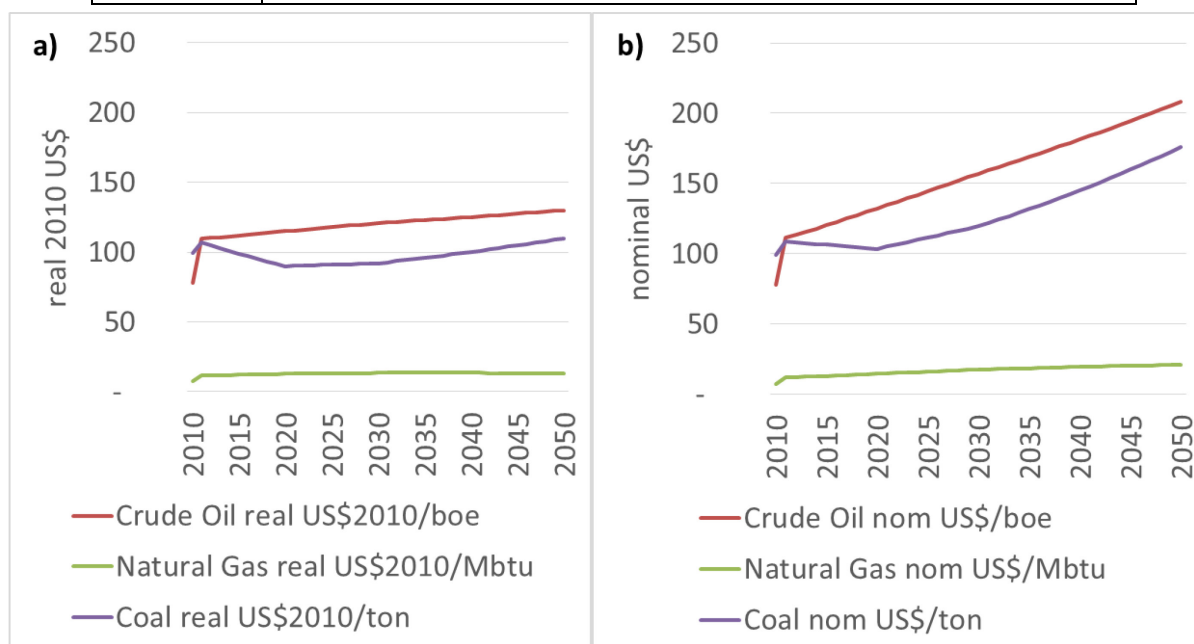 a)
real 2010 US$
250
200
150
100
50
-
2010 2015 2020 2025 2030 2035 2040 2045 2050
Crude Oil real US$2010/boe
Natural Gas real US$2010/Mbtu
Coal real US$2010/ton
b)
nominal US$
250
200
150
100
50
-
2010 2015 2020 2025 2030 2035 2040 2045 2050
Crude Oil nom US$/boe
Natural Gas nom US$/Mbtu
Coal nom US$/ton